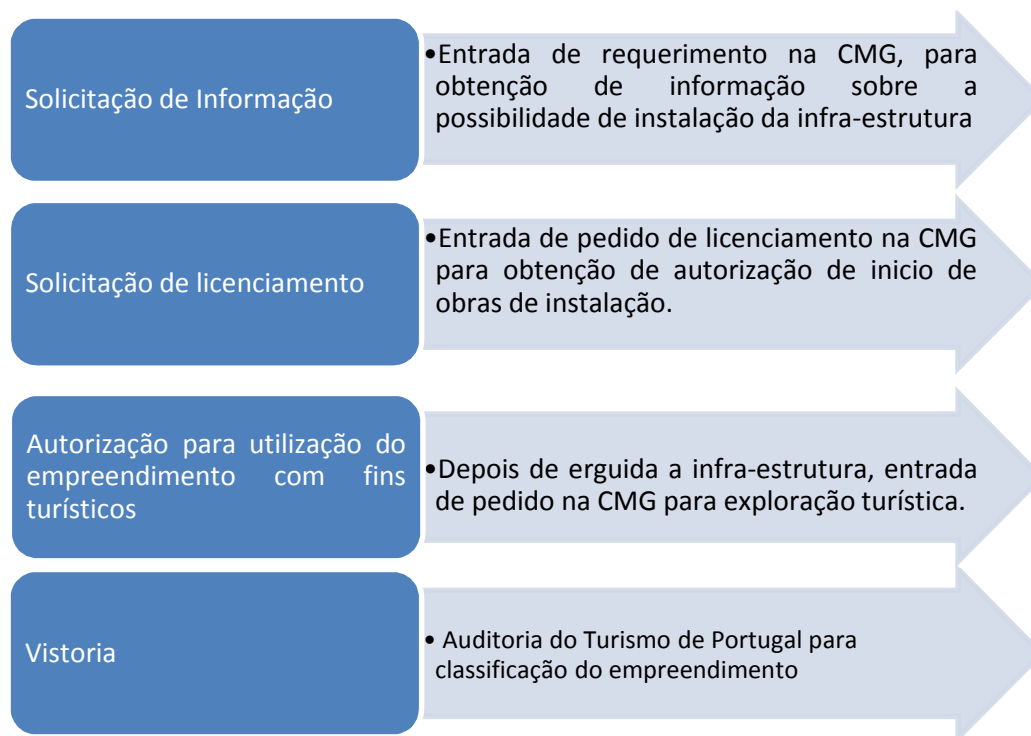 Solicitação de Informação
•Entrada de requerimento na CMG, para
obtenção de informação sobre a
possibilidade de instalação da infra-estrutura
Solicitação de licenciamento
•Entrada de pedido de licenciamento na CMG
para obtenção de autorização de inicio de
obras de instalação.
Autorização para utilização do
empreendimento com fins
turísticos
•Depois de erguida a infra-estrutura, entrada
de pedido na CMG para exploração turística.
Vistoria
• Auditoria do Turismo de Portugal para
classificação do empreendimento